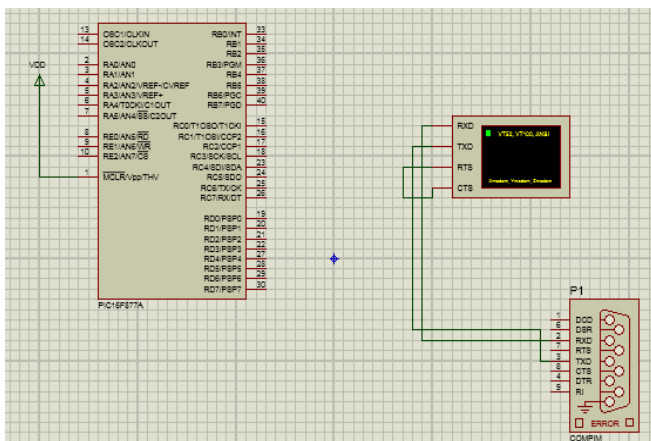 VDD
13 OSC1/CLKIN
14 OSC2/CLKOUT
2 RA0/AN0
3 RA1/AN1
4 RA2/AN2/VREF-/CVREF
5 RA3/AN3/VREF+
6 RA4/T0CKI/C1OUT
7 RA5/AN4/SS/C2OUT
8 RE0/AN5/RD
9 RE1/AN6/WR
10 RE2/AN7/CS
1 MCLR/Vpp/THV
RB0/INT 33
RB1 34
RB2 35
RB3/PGM 36
RB4 37
RB5 38
RB6/PGC 39
RB7/PGD 40
RC0/T1OSO/T1CKI 15
RC1/T1OSI/CCP2 16
RC2/CCP1 17
RC3/SCK/SCL 18
RC4/SDI/SDA 23
RC5/SDO 24
RC6/TX/CK 25
RC7/RX/DT 26
RD0/PSP0 19
RD1/PSP1 20
RD2/PSP2 21
RD3/PSP3 22
RD4/PSP4 27
RD5/PSP5 28
RD6/PSP6 29
RD7/PSP7 30
PIC16F877A
RXD
TXD
RTS
CTS
VT52, VT100, ANSI
Xmodem, Ymodem, Zmodem
P1
1 DCD
6 DSR
2 RXD
7 RTS
3 TXD
8 CTS
4 DTR
9 RI
ERROR
COMPIM